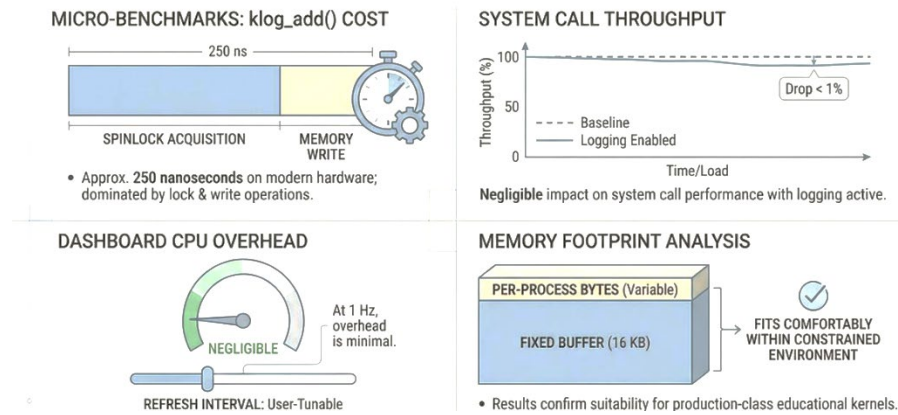 MICRO-BENCHMARKS: klog_add() COST
250 ns
SPINLOCK ACQUISITION
MEMORY
WRITE
• Approx. 250 nanoseconds on modern hardware;
dominated by lock & write operations.
SYSTEM CALL THROUGHPUT
Throughput (%)
100
50
0
Drop < 1%
Baseline
Logging Enabled
Time/Load
Negligible impact on system call performance with logging active.
DASHBOARD CPU OVERHEAD
NEGLIGIBLE
At 1 Hz,
overhead
is minimal.
REFRESH INTERVAL: User-Tunable
MEMORY FOOTPRINT ANALYSIS
PER-PROCESS BYTES (Variable)
FIXED BUFFER (16 KB)
FITS COMFORTABLY
WITHIN CONSTRAINED
ENVIRONMENT
• Results confirm suitability for production-class educational kernels.